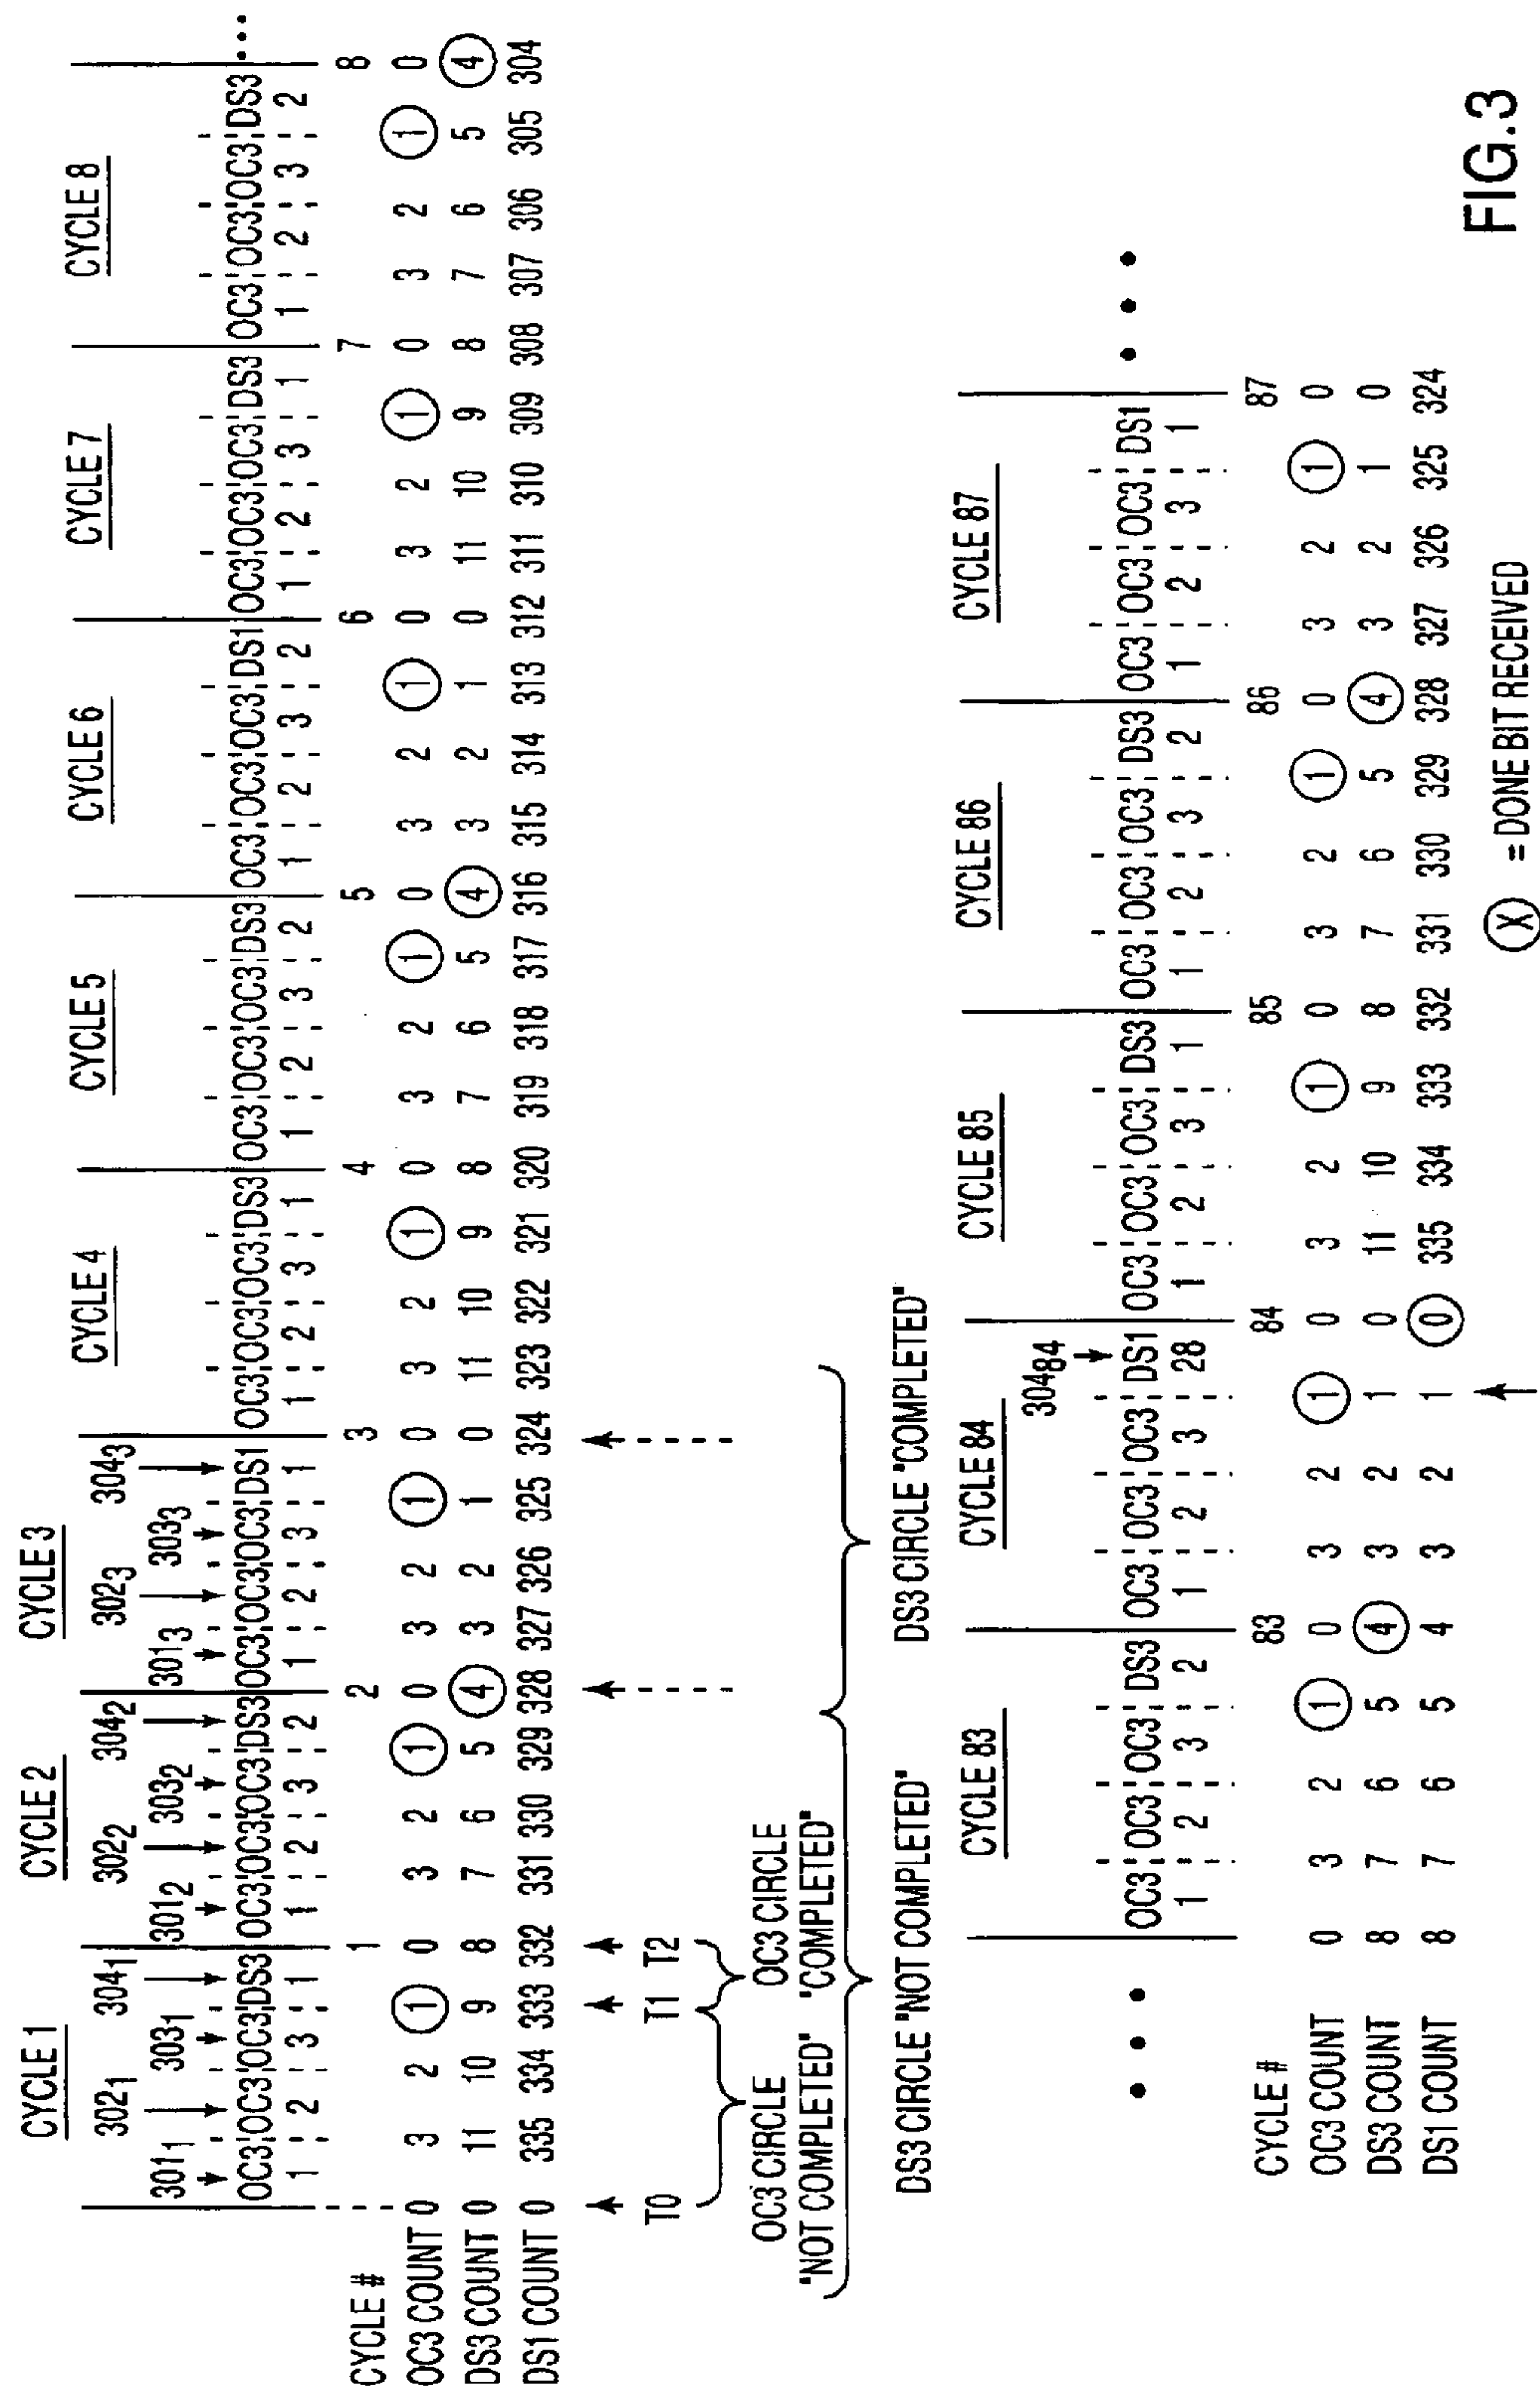 CYCLE 1 CYCLE 2 CYCLE 3 CYCLE 4 CYCLE 5 CYCLE 6 CYCLE 7 CYCLE 8
3011 3021 3031 3041 3012 3022 3032 3042 3013 3023 3033 3043
OC3 OC3 OC3 DS3 OC3 OC3 OC3 DS3 OC3 OC3 OC3 DS1 OC3 OC3 OC3 DS3 OC3 OC3 OC3 DS3 OC3 OC3 OC3 DS1 OC3 OC3 OC3 DS3 OC3 OC3 OC3 DS3 •••
1 2 3 1 1 2 3 2 1 2 3 1 1 2 3 1 1 2 3 2 1 2 3 2 1 2 3 1 1 2 3 2
CYCLE # 1 2 3 4 5 6 7 8
OC3 COUNT 0 3 2 1 0 3 2 1 0 3 2 1 0 3 2 1 0 3 2 1 0 3 2 1 0 3 2 1 0 3 2 1 0
DS3 COUNT 0 11 10 9 8 7 6 5 4 3 2 1 0 11 10 9 8 7 6 5 4 3 2 1 0 11 10 9 8 7 6 5 4
DS1 COUNT 0 335 334 333 332 331 330 329 328 327 326 325 324 323 322 321 320 319 318 317 316 315 314 313 312 311 310 309 308 307 306 305 304
T0 T1 T2
OC3 CIRCLE
"NOT COMPLETED"
OC3 CIRCLE
"COMPLETED"
DS3 CIRCLE "NOT COMPLETED"
DS3 CIRCLE "COMPLETED"
CYCLE 83 CYCLE 84 CYCLE 85 CYCLE 86 CYCLE 87
30484
••• OC3 OC3 OC3 DS3 OC3 OC3 OC3 DS1 OC3 OC3 OC3 DS3 OC3 OC3 OC3 DS3 OC3 OC3 OC3 DS1 •••
1 2 3 2 1 2 3 28 1 2 3 1 1 2 3 2 1 2 3 1
CYCLE # 83 84 85 86 87
OC3 COUNT 0 3 2 1 0 3 2 1 0 3 2 1 0 3 2 1 0 3 2 1 0
DS3 COUNT 8 7 6 5 4 3 2 1 0 11 10 9 8 7 6 5 4 3 2 1 0
DS1 COUNT 8 7 6 5 4 3 2 1 0 335 334 333 332 331 330 329 328 327 326 325 324
X = DONE BIT RECEIVED
FIG.3